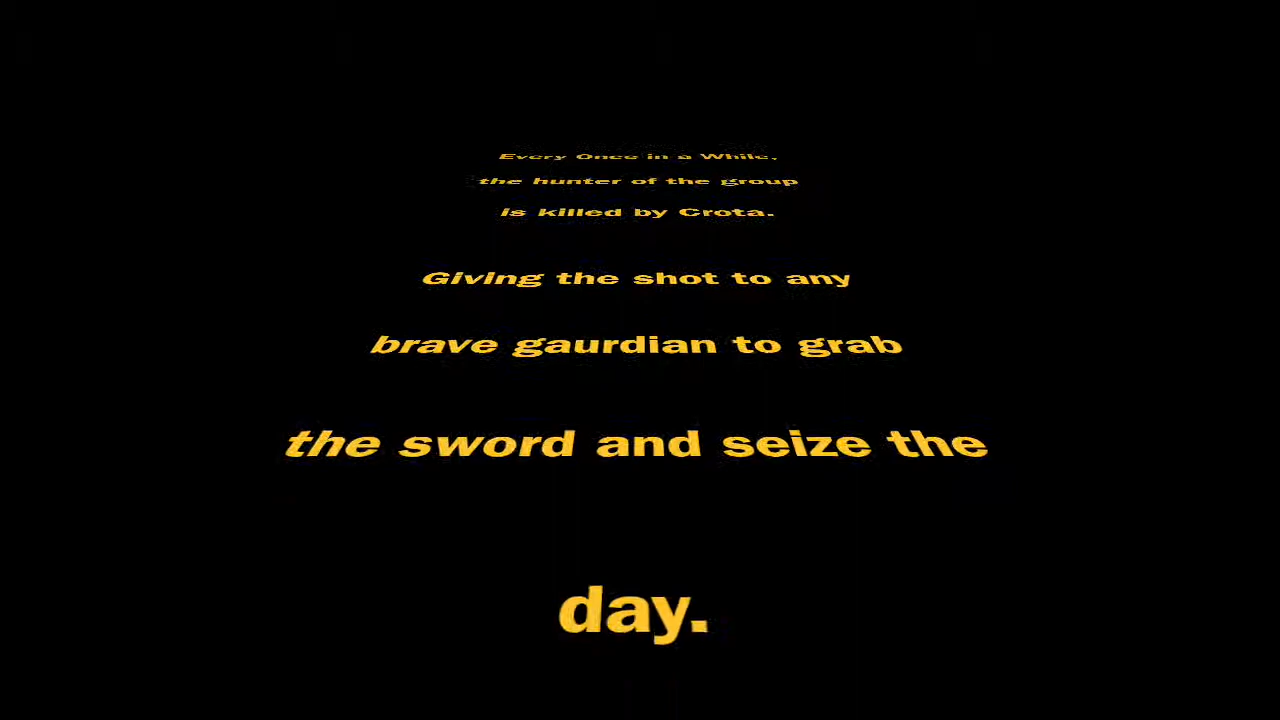 Every Once in a While,
the hunter of the group
is killed by Crota.
Giving the shot to any
brave gaurdian to grab
the sword and seize the
day.